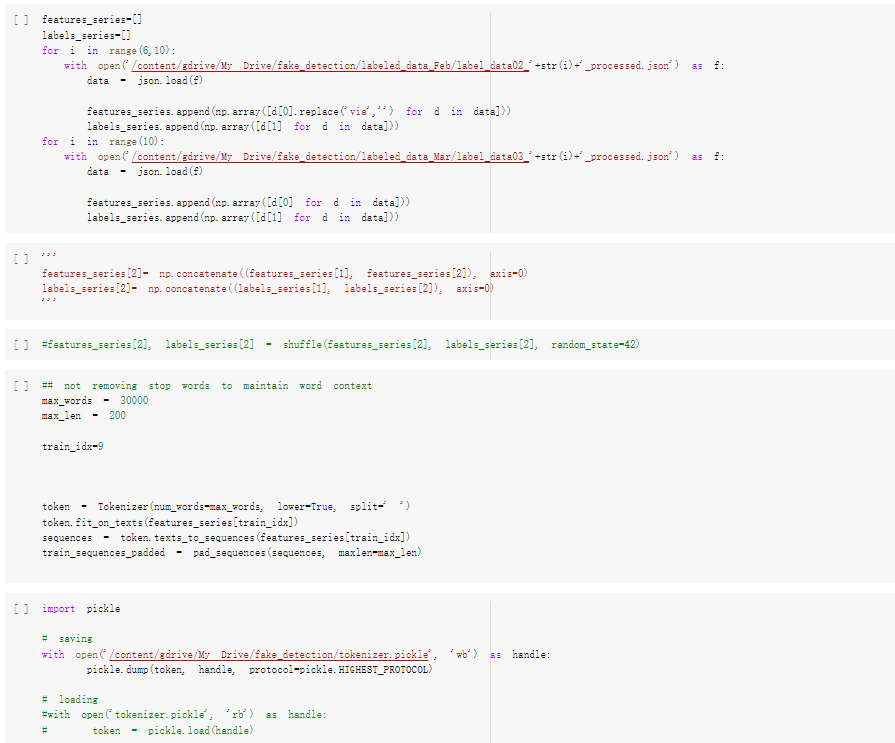 [ ] features_series=[]
labels_series=[]
for i in range(6,10):
    with open('/content/gdrive/My Drive/fake_detection/labeled_data_Feb/label_data02_'+str(i)+'_processed.json') as f:
        data = json.load(f)
        features_series.append(np.array([d[0].replace('via','') for d in data]))
        labels_series.append(np.array([d[1] for d in data]))
for i in range(10):
    with open('/content/gdrive/My Drive/fake_detection/labeled_data_Mar/label_data03_'+str(i)+'_processed.json') as f:
        data = json.load(f)
        features_series.append(np.array([d[0] for d in data]))
        labels_series.append(np.array([d[1] for d in data]))
[ ] '''
features_series[2]= np.concatenate((features_series[1], features_series[2]), axis=0)
labels_series[2]= np.concatenate((labels_series[1], labels_series[2]), axis=0)
'''
[ ] #features_series[2], labels_series[2] = shuffle(features_series[2], labels_series[2], random_state=42)
[ ] ## not removing stop words to maintain word context
max_words = 30000
max_len = 200
train_idx=9
token = Tokenizer(num_words=max_words, lower=True, split=' ')
token.fit_on_texts(features_series[train_idx])
sequences = token.texts_to_sequences(features_series[train_idx])
train_sequences_padded = pad_sequences(sequences, maxlen=max_len)
[ ] import pickle
# saving
with open('/content/gdrive/My Drive/fake_detection/tokenizer.pickle', 'wb') as handle:
    pickle.dump(token, handle, protocol=pickle.HIGHEST_PROTOCOL)
# loading
#with open('tokenizer.pickle', 'rb') as handle:
#    token = pickle.load(handle)